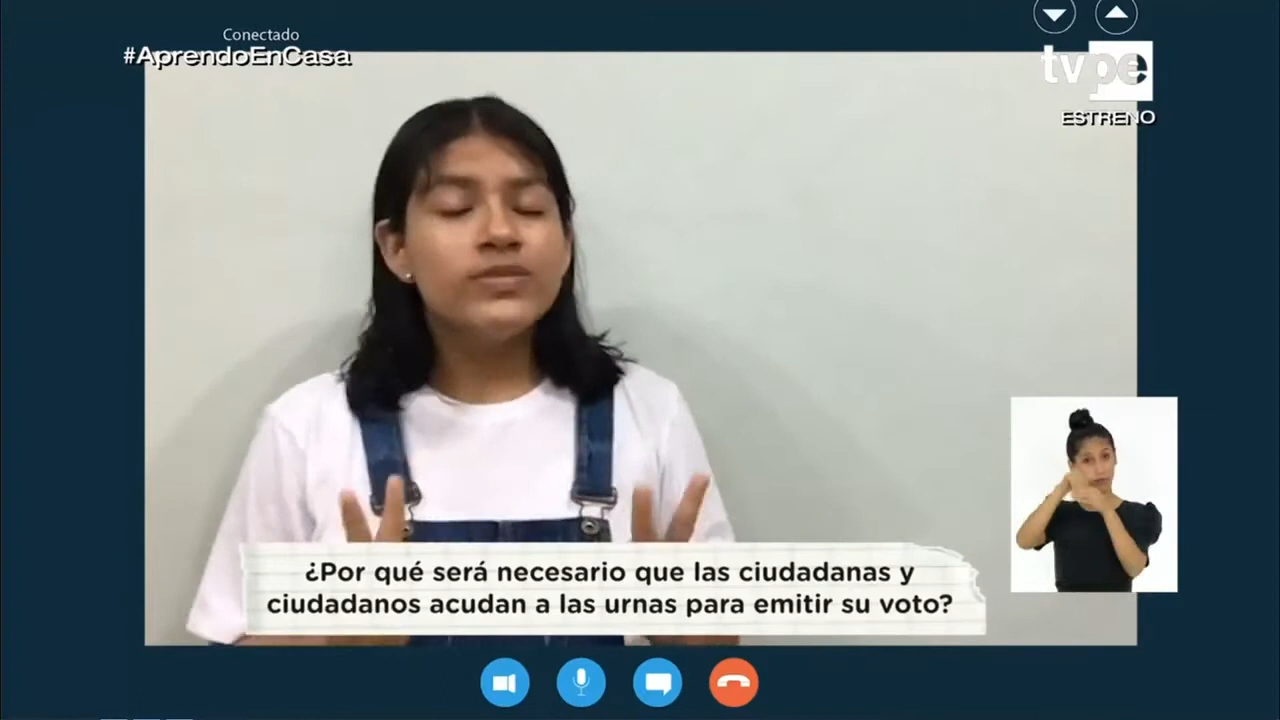 Conectado
#AprendoEnCasa
tvpe
ESTRENO
¿Por qué será necesario que las ciudadanas y
ciudadanos acudan a las urnas para emitir su voto?